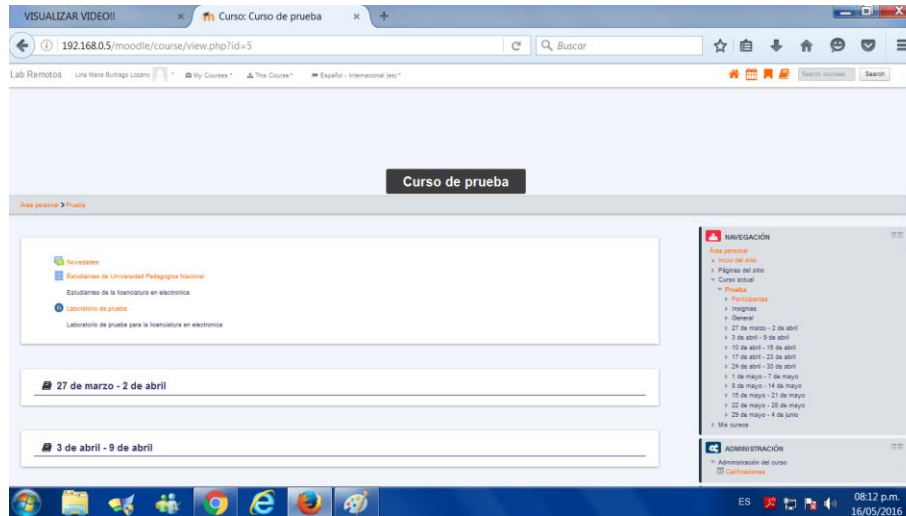 VISUALIZAR VIDEO!!
Curso: Curso de prueba
192.168.0.5/moodle/course/view.php?id=5
Buscar
Lab Remotos
Lina Maria Buitrago Lozano
My Courses
This Course
Español - Internacional (es)
Search courses
Search
Curso de prueba
Área personal
Prueba
Novedades
Estudiantes de Universidad Pedagogica Nacional
Estudiantes de la licenciatura en electronica
Laboratorio de prueba
Laboratorio de prueba para la licenciatura en electronica
27 de marzo - 2 de abril
3 de abril - 9 de abril
NAVEGACIÓN
Área personal
Inicio del sitio
Páginas del sitio
Curso actual
Prueba
Participantes
Insignias
General
27 de marzo - 2 de abril
3 de abril - 9 de abril
10 de abril - 16 de abril
17 de abril - 23 de abril
24 de abril - 30 de abril
1 de mayo - 7 de mayo
8 de mayo - 14 de mayo
15 de mayo - 21 de mayo
22 de mayo - 28 de mayo
29 de mayo - 4 de junio
Mis cursos
ADMINISTRACIÓN
Administración del curso
Calificaciones
ES
08:12 p.m.
16/05/2016